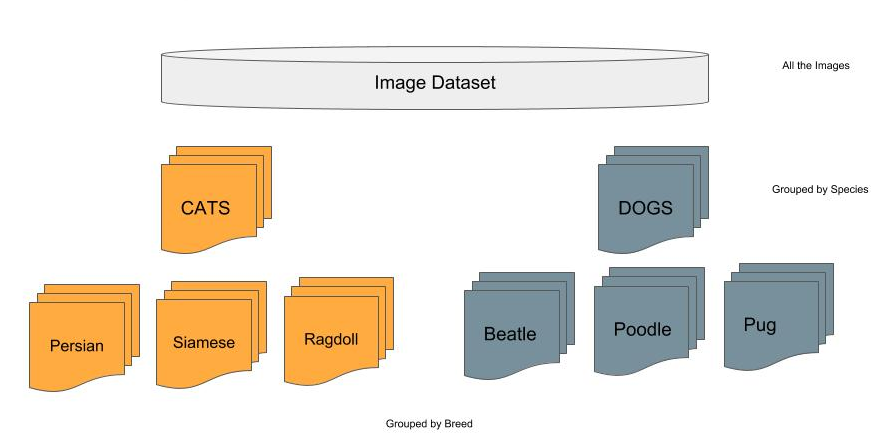 Image Dataset
All the Images
CATS
DOGS
Grouped by Species
Persian
Siamese
Ragdoll
Beatle
Poodle
Pug
Grouped by Breed